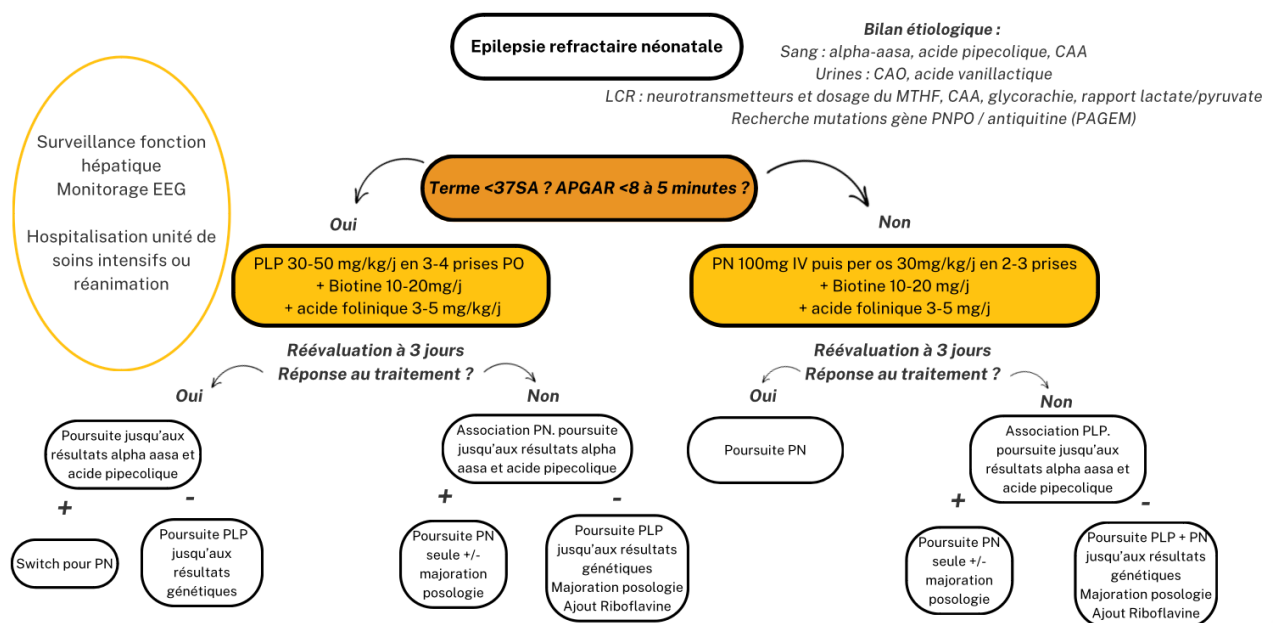 Epilepsie refractaire néonatale
Bilan étiologique :
Sang : alpha-aasa, acide pipecolique, CAA
Urines : CAO, acide vanillactique
LCR : neurotransmetteurs et dosage du MTHF, CAA, glycorachie, rapport lactate/pyruvate
Recherche mutations gène PNPO / antiquitine (PAGEM)
Surveillance fonction
hépatique
Monitorage EEG
Hospitalisation unité de
soins intensifs ou
réanimation
Terme <37SA ? APGAR <8 à 5 minutes ?
Oui
Non
PLP 30-50 mg/kg/j en 3-4 prises PO
+ Biotine 10-20mg/j
+ acide folinique 3-5 mg/kg/j
PN 100mg IV puis per os 30mg/kg/j en 2-3 prises
+ Biotine 10-20 mg/j
+ acide folinique 3-5 mg/j
Réévaluation à 3 jours
Réponse au traitement ?
Oui
Non
Réévaluation à 3 jours
Réponse au traitement ?
Oui
Non
Poursuite jusqu'aux
résultats alpha aasa et
acide pipecolique
Association PN. poursuite
jusqu'aux résultats alpha
aasa et acide pipecolique
Poursuite PN
Association PLP.
poursuite jusqu'aux
résultats alpha aasa et
acide pipecolique
+
-
+
-
+
-
Switch pour PN
Poursuite PLP
jusqu'aux
résultats
génétiques
Poursuite PN
seule +/-
majoration
posologie
Poursuite PLP
jusqu'aux résultats
génétiques
Majoration posologie
Ajout Riboflavine
Poursuite PN
seule +/-
majoration
posologie
Poursuite PLP + PN
jusqu'aux résultats
génétiques
Majoration posologie
Ajout Riboflavine